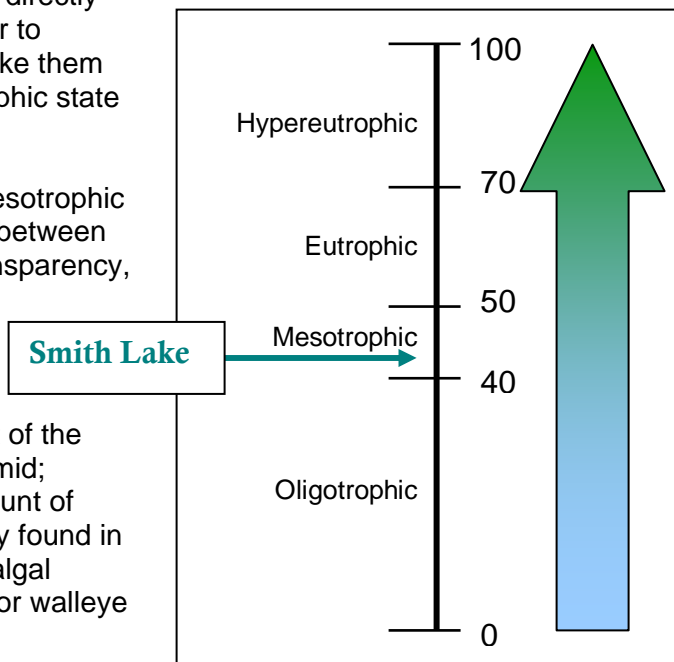 directly
r to
ke them
ophic state
esotrophic
between
nsparency,
of the
mid;
unt of
y found in
algal
or walleye
Smith Lake
100
Hypereutrophic
70
Eutrophic
50
Mesotrophic
40
Oligotrophic
0